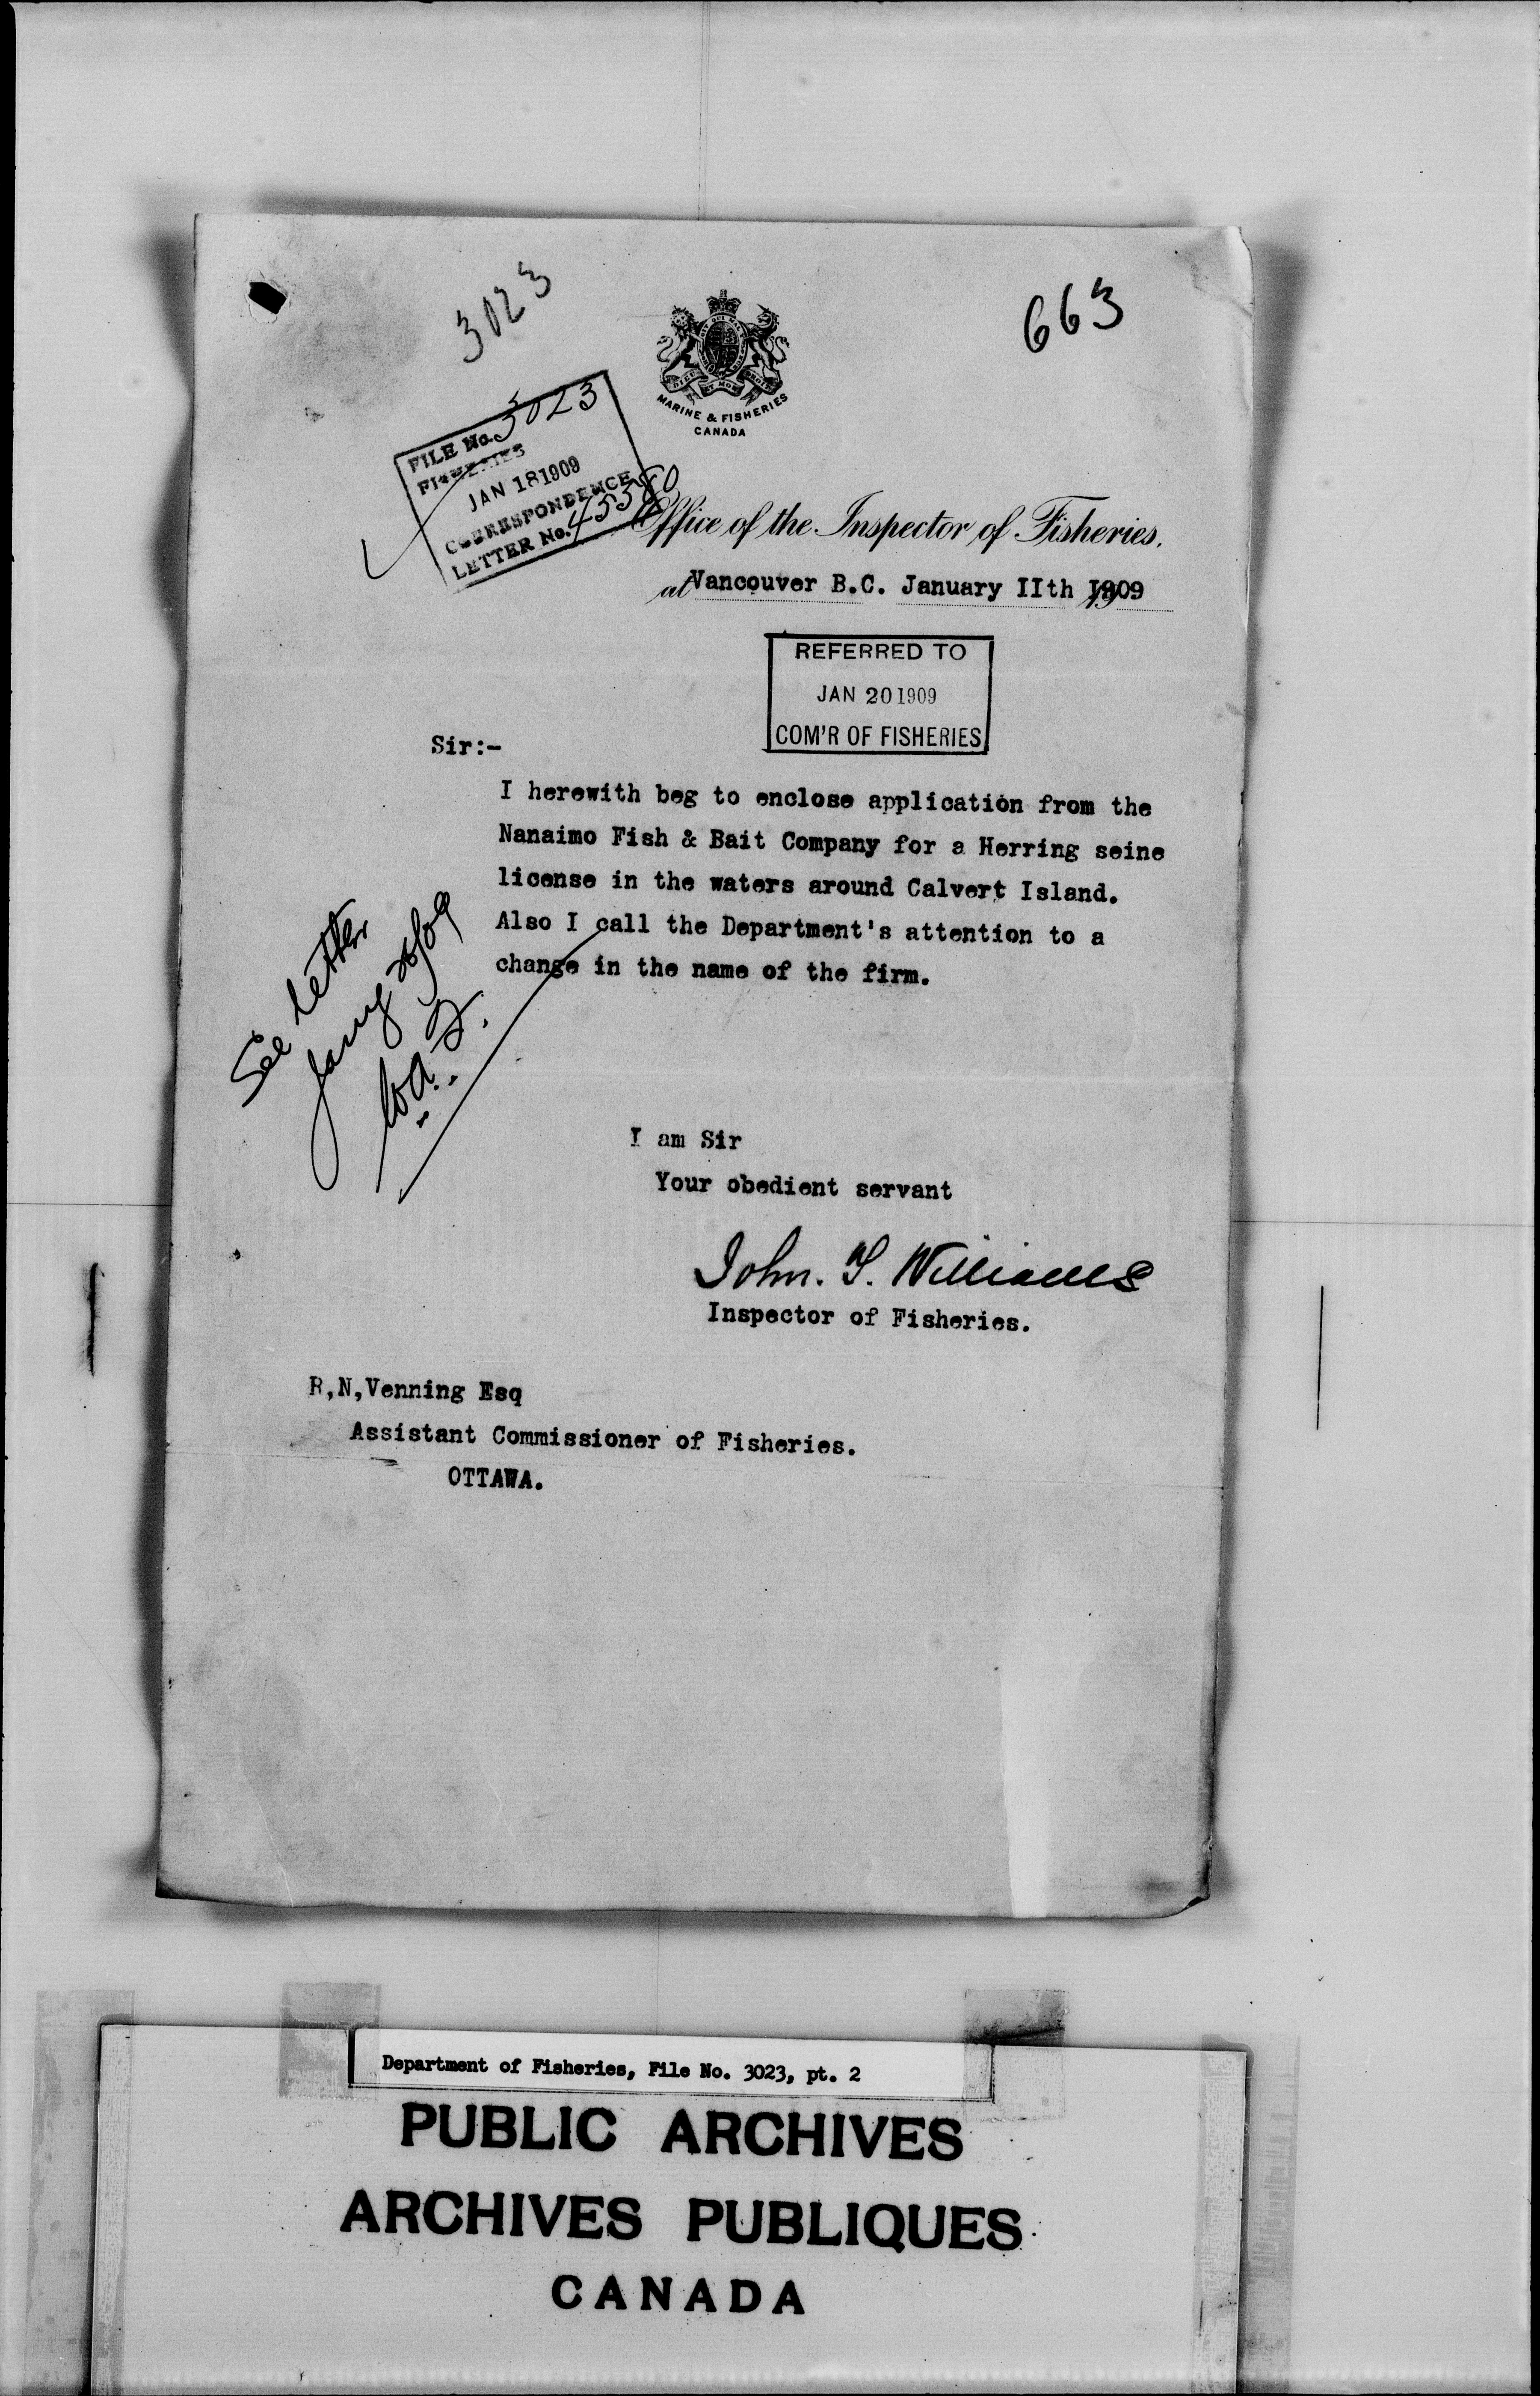 3023
663
MARINE & FISHERIES
CANADA
FILE No. 3023
FISHERIES
JAN 18 1909
CORRESPONDENCE
LETTER No. 45580
Office of the Inspector of Fisheries.
at Vancouver B.C. January IIth I909
REFERRED TO
JAN 20 1909
COM'R OF FISHERIES
Sir:-
I herewith beg to enclose application from the
Nanaimo Fish & Bait Company for a Herring seine
license in the waters around Calvert Island.
Also I call the Department's attention to a
change in the name of the firm.
See letter
I am Sir
Your obedient servant
John. T. Williams
Inspector of Fisheries.
R,N,Venning Esq
Assistant Commissioner of Fisheries.
OTTAWA.
Department of Fisheries, File No. 3023, pt. 2
PUBLIC ARCHIVES
ARCHIVES PUBLIQUES
CANADA